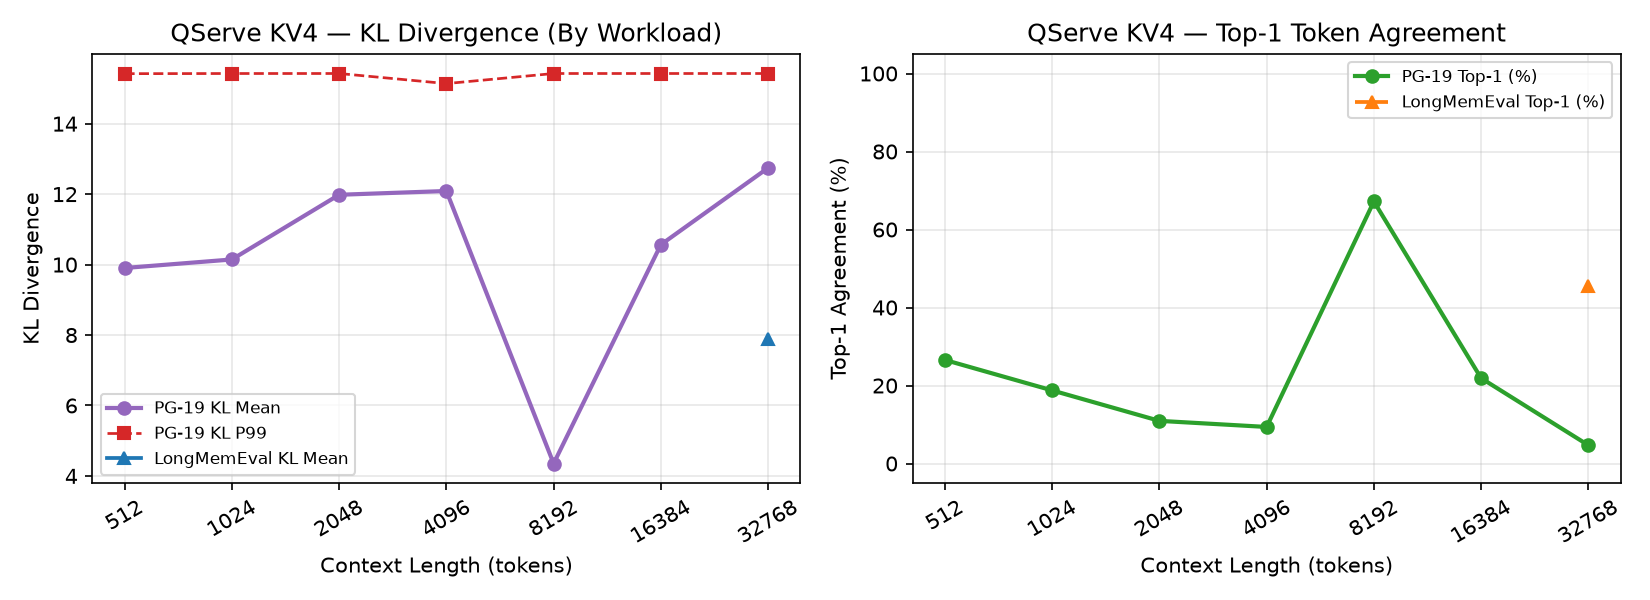 QServe KV4 — KL Divergence (By Workload)
KL Divergence
14
12
10
8
6
4
PG-19 KL Mean
PG-19 KL P99
LongMemEval KL Mean
512
1024
2048
4096
8192
16384
32768
Context Length (tokens)
QServe KV4 — Top-1 Token Agreement
Top-1 Agreement (%)
100
80
60
40
20
0
PG-19 Top-1 (%)
LongMemEval Top-1 (%)
512
1024
2048
4096
8192
16384
32768
Context Length (tokens)